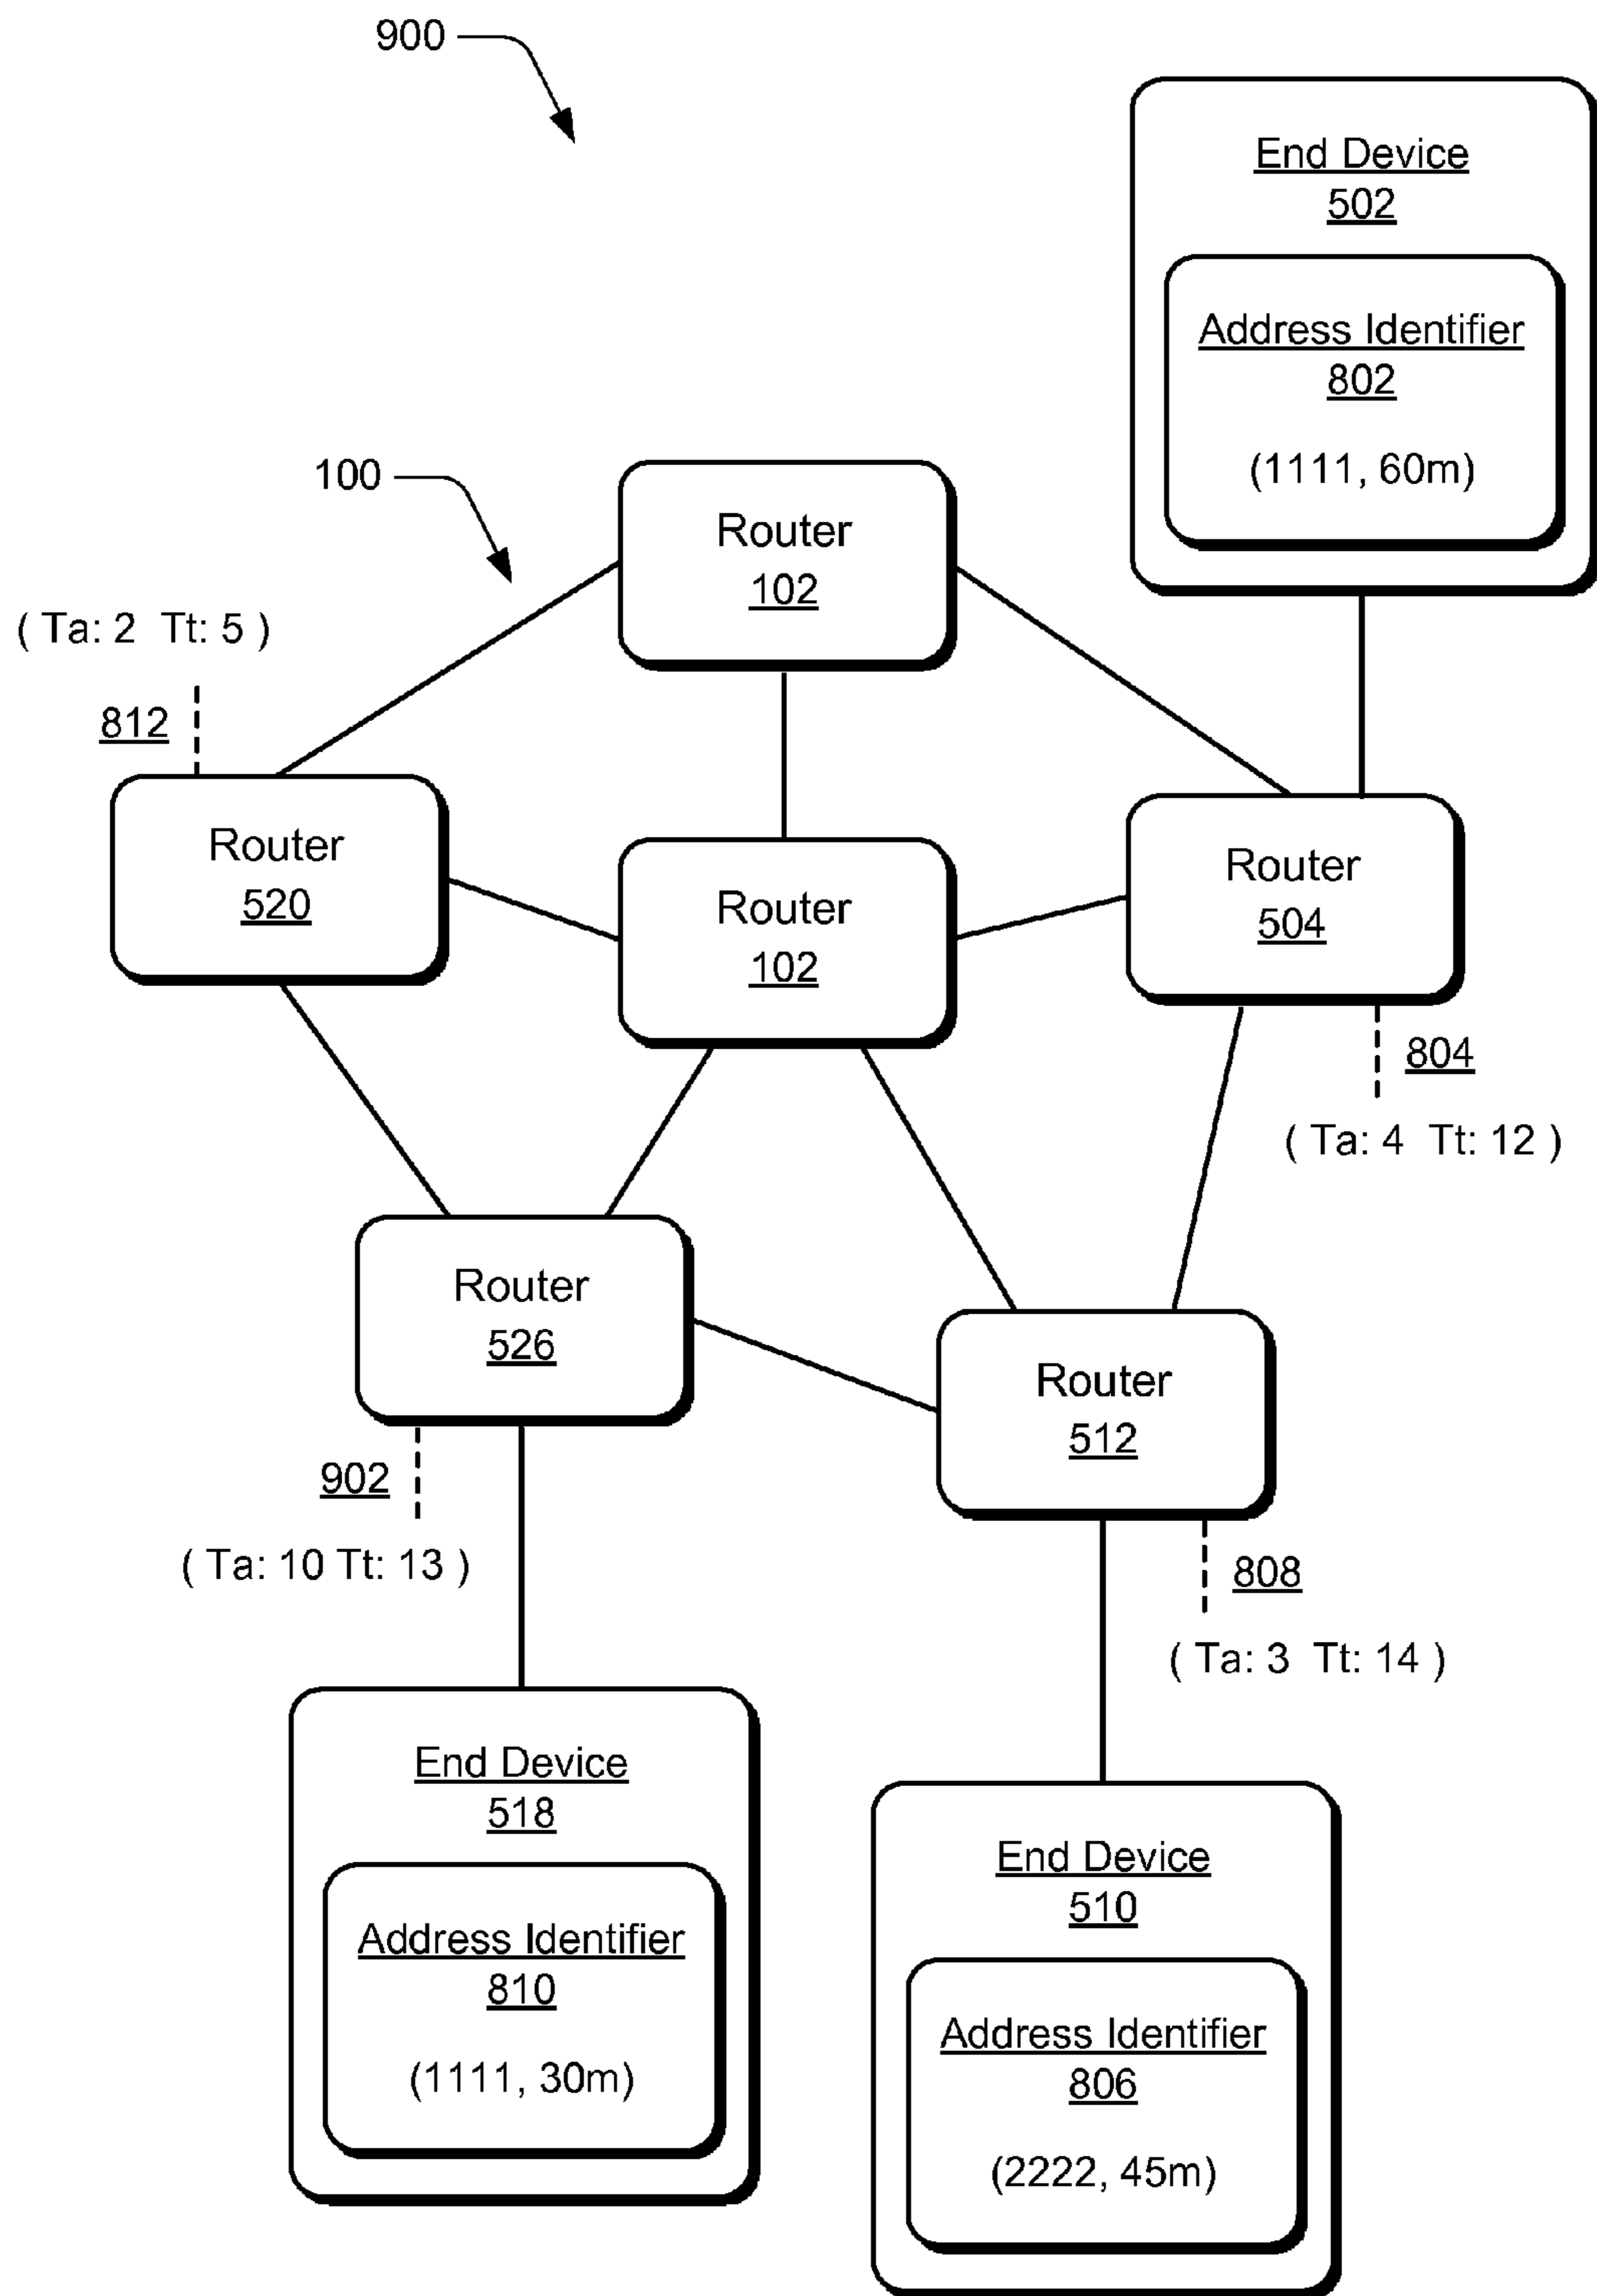 900
End Device
502
Address Identifier
802
(1111, 60m)
100
Router
102
( Ta: 2 Tt: 5 )
812
Router
520
Router
102
Router
504
804
( Ta: 4 Tt: 12 )
Router
526
Router
512
902
( Ta: 10 Tt: 13 )
808
( Ta: 3 Tt: 14 )
End Device
518
Address Identifier
810
(1111, 30m)
End Device
510
Address Identifier
806
(2222, 45m)